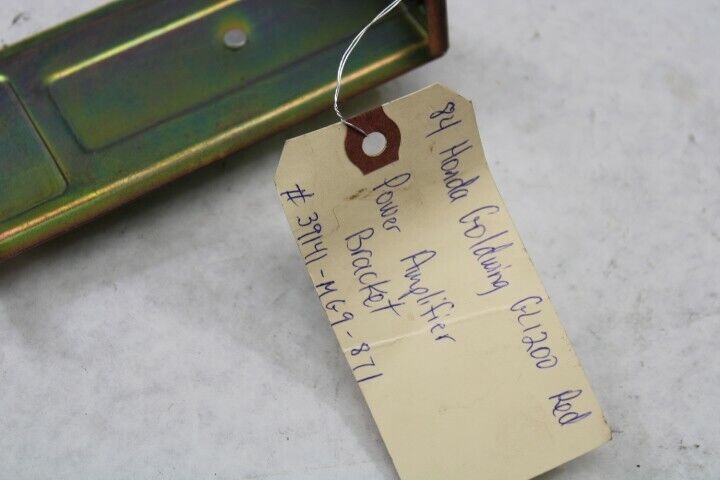 84 Honda Goldwing GL1200 Red
Power Amplifier
Bracket
# 39141-MG9-871